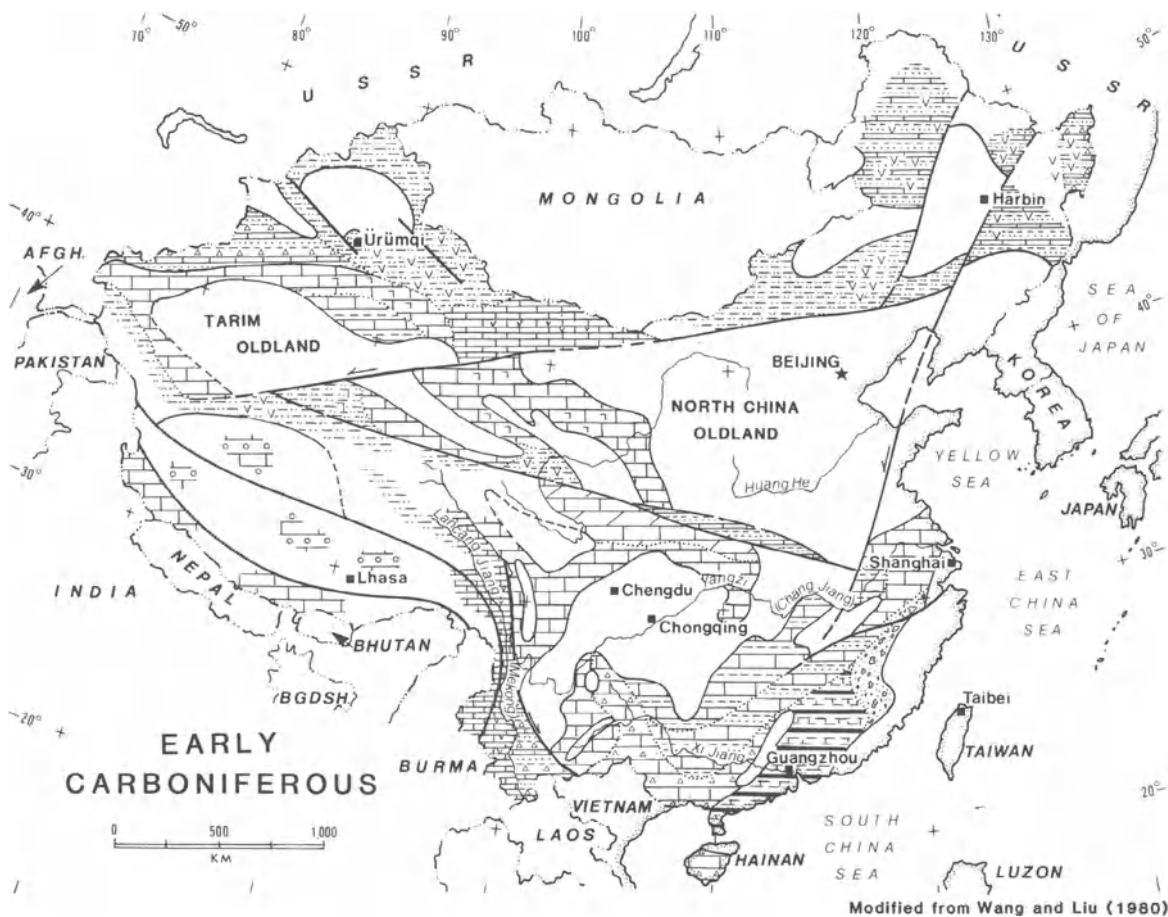 70°
50°
80°
90°
100°
110°
120°
130°
50°
U S S R
U S S R
MONGOLIA
Harbin
40°
AFGH.
Ürümqi
SEA
OF
JAPAN
40°
TARIM
OLDLAND
PAKISTAN
BEIJING
KOREA
NORTH CHINA
OLDLAND
30°
Huang He
YELLOW
SEA
JAPAN
Lancang Jiang
NEPAL
INDIA
Lhasa
Shanghai
30°
Chengdu
Yangzi
(Chang Jiang)
EAST
CHINA
SEA
Chongqing
BHUTAN
BGDSH.
(Mekong)
Taibei
20°
EARLY
CARBONIFEROUS
BURMA
Xi Jiang
Guangzhou
TAIWAN
20°
VIETNAM
LAOS
SOUTH
CHINA
SEA
HAINAN
LUZON
0 500 1,000
KM
Modified from Wang and Liu (1980)